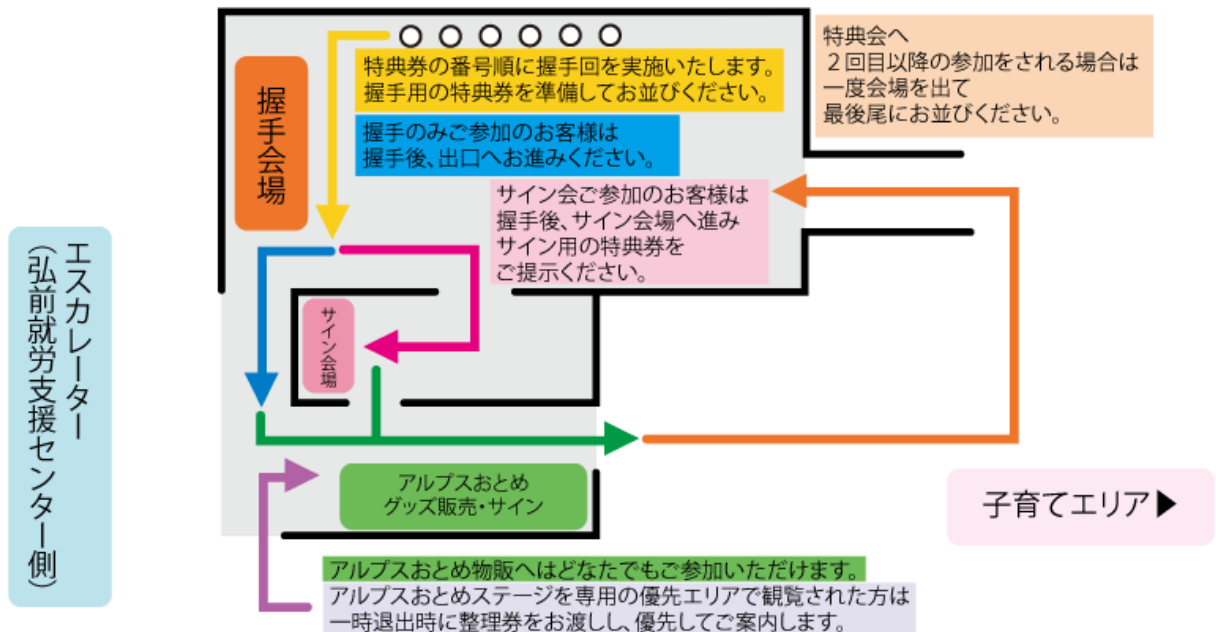 特典券の番号順に握手回を実施いたします。
握手用の特典券を準備してお並びください。
特典会へ
２回目以降の参加をされる場合は
一度会場を出て
最後尾にお並びください。
握手会場
握手のみご参加のお客様は
握手後、出口へお進みください。
サイン会ご参加のお客様は
握手後、サイン会場へ進み
サイン用の特典券を
ご提示ください。
エスカレーター
（弘前就労支援センター側）
サイン会場
アルプスおとめ
グッズ販売・サイン
子育てエリア▶
アルプスおとめ物販へはどなたでもご参加いただけます。
アルプスおとめステージを専用の優先エリアで観覧された方は
一時退出時に整理券をお渡しし、優先してご案内します。